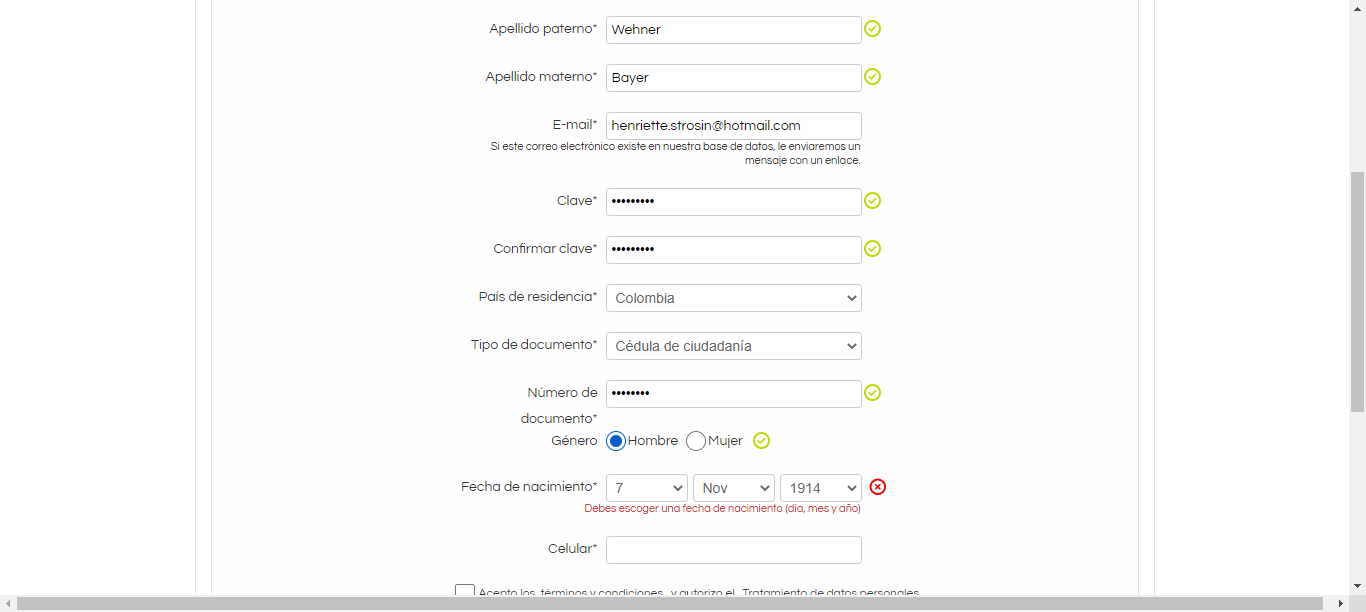 Apellido paterno* Wehner
Apellido materno* Bayer
E-mail* henriette.strosin@hotmail.com
Si este correo electrónico existe en nuestra base de datos, le enviaremos un
mensaje con un enlace.
Clave* •••••••••
Confirmar clave* •••••••••
País de residencia* Colombia
Tipo de documento* Cédula de ciudadanía
Número de ••••••••
documento*
Género Hombre Mujer
Fecha de nacimiento* 7 Nov 1914
Debes escoger una fecha de nacimiento (día, mes y año)
Celular*
Acepto los términos y condiciones, y autorizo el Tratamiento de datos personales